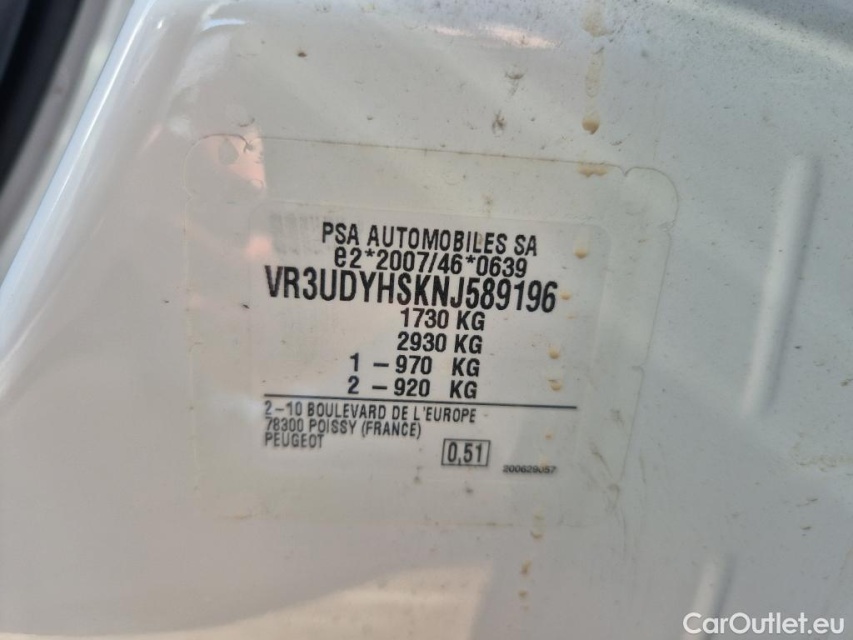 PSA AUTOMOBILES SA
e2*2007/46*0639
VR3UDYHSKNJ589196
1730 KG
2930 KG
1 – 970 KG
2 – 920 KG
2–10 BOULEVARD DE L'EUROPE
78300 POISSY (FRANCE)
PEUGEOT
0,51
200629057
CarOutlet.eu